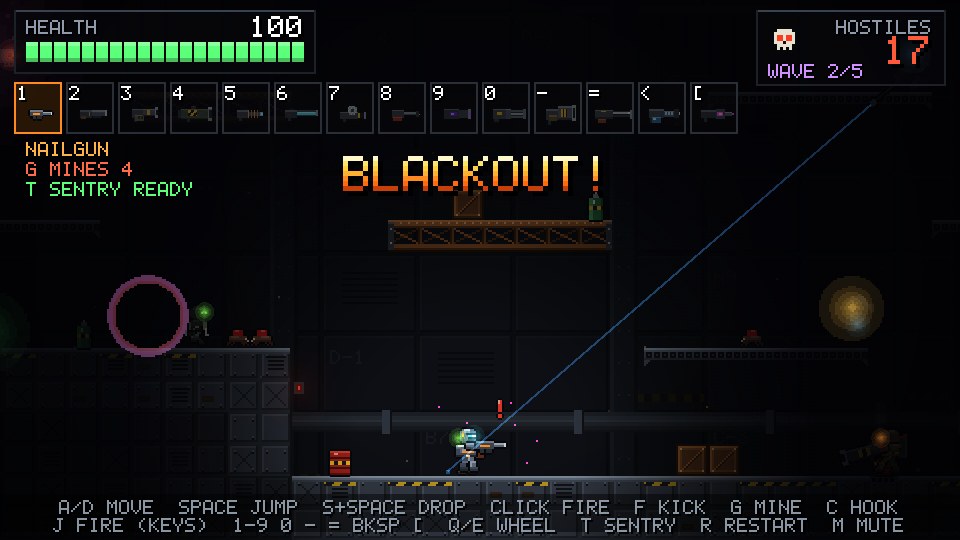 HEALTH 100
HOSTILES
17
WAVE 2/5
1 2 3 4 5 6 7 8 9 0 - = < [
NAILGUN
G MINES 4
T SENTRY READY
BLACKOUT!
D-1
!
A/D MOVE SPACE JUMP S+SPACE DROP CLICK FIRE F KICK G MINE C HOOK
J FIRE (KEYS) 1-9 0 - = BKSP [ Q/E WHEEL T SENTRY R RESTART M MUTE